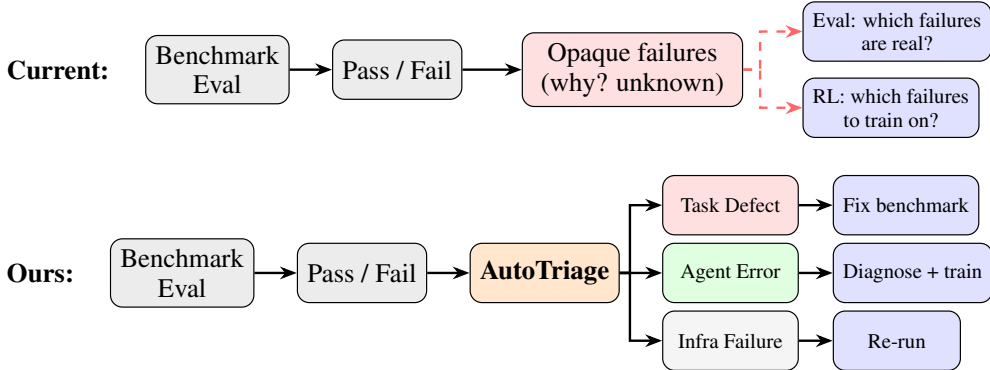 Current:
Benchmark
Eval
Pass / Fail
Opaque failures
(why? unknown)
Eval: which failures
are real?
RL: which failures
to train on?
Ours:
Benchmark
Eval
Pass / Fail
AutoTriage
Task Defect
Fix benchmark
Agent Error
Diagnose + train
Infra Failure
Re-run